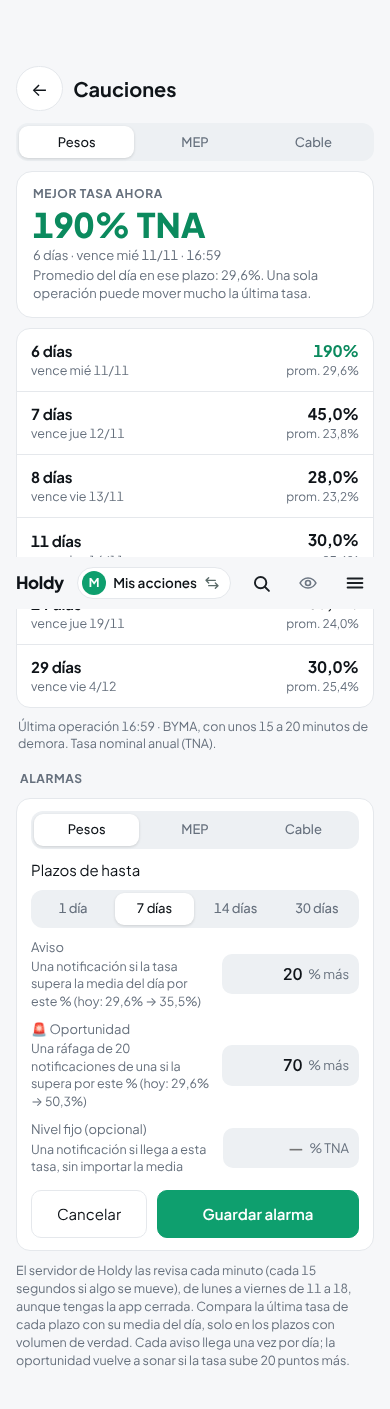 ← Cauciones
Pesos MEP Cable
MEJOR TASA AHORA
190% TNA
6 días · vence mié 11/11 · 16:59
Promedio del día en ese plazo: 29,6%. Una sola
operación puede mover mucho la última tasa.
6 días 190%
vence mié 11/11 prom. 29,6%
7 días 45,0%
vence jue 12/11 prom. 23,8%
8 días 28,0%
vence vie 13/11 prom. 23,2%
11 días 30,0%
Holdy M Mis acciones
vence jue 19/11 prom. 24,0%
29 días 30,0%
vence vie 4/12 prom. 25,4%
Última operación 16:59 · BYMA, con unos 15 a 20 minutos de
demora. Tasa nominal anual (TNA).
ALARMAS
Pesos MEP Cable
Plazos de hasta
1 día 7 días 14 días 30 días
Aviso
Una notificación si la tasa
supera la media del día por
este % (hoy: 29,6% → 35,5%)
20 % más
🚨 Oportunidad
Una ráfaga de 20
notificaciones de una si la
supera por este % (hoy: 29,6%
→ 50,3%)
70 % más
Nivel fijo (opcional)
Una notificación si llega a esta
tasa, sin importar la media
— % TNA
Cancelar Guardar alarma
El servidor de Holdy las revisa cada minuto (cada 15
segundos si algo se mueve), de lunes a viernes de 11 a 18,
aunque tengas la app cerrada. Compara la última tasa de
cada plazo con su media del día, solo en los plazos con
volumen de verdad. Cada aviso llega una vez por día; la
oportunidad vuelve a sonar si la tasa sube 20 puntos más.